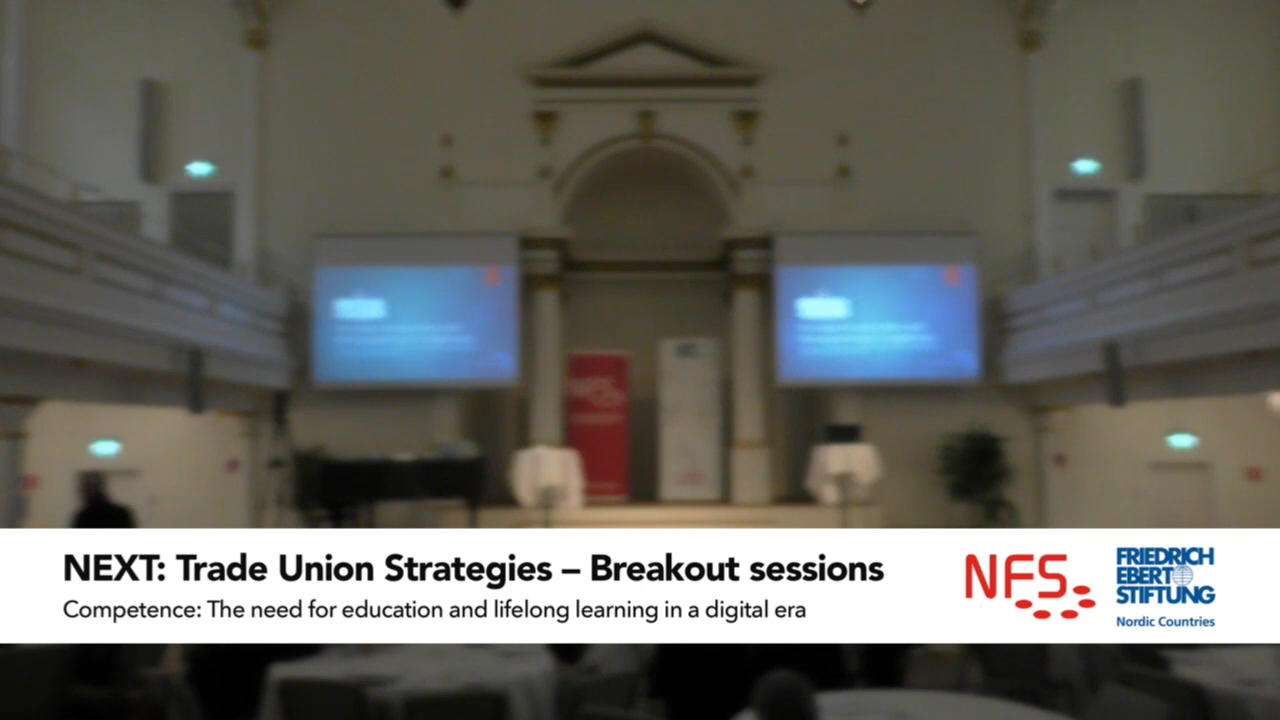 NFS
NEXT: Trade Union Strategies – Breakout sessions
Competence: The need for education and lifelong learning in a digital era
NFS
FRIEDRICH
EBERT
STIFTUNG
Nordic Countries